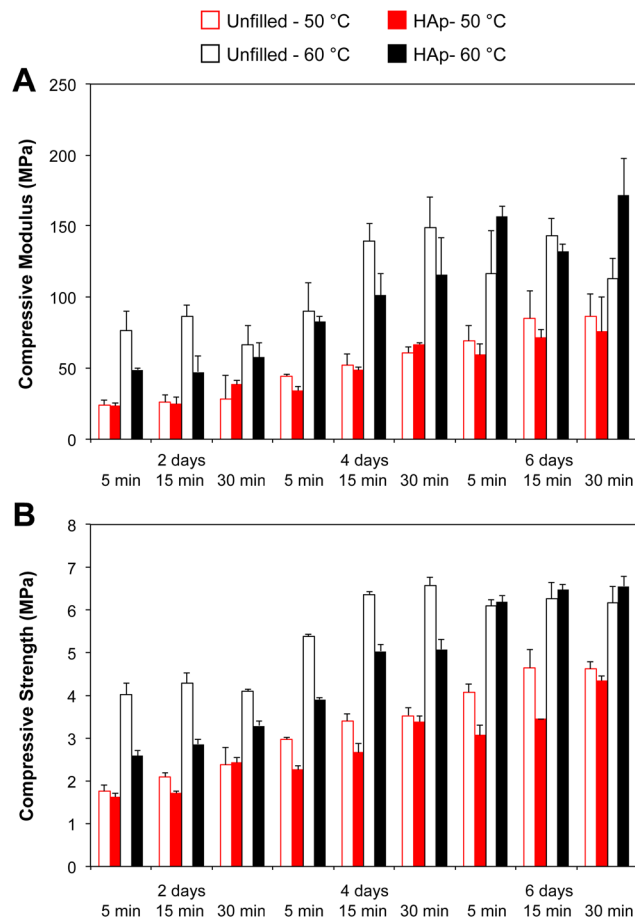 Unfilled - 50 °C HAp- 50 °C
Unfilled - 60 °C HAp- 60 °C
A
250
200
150
100
50
0
Compressive Modulus (MPa)
2 days 4 days 6 days
5 min 15 min 30 min 5 min 15 min 30 min 5 min 15 min 30 min
B
8
7
6
5
4
3
2
1
0
Compressive Strength (MPa)
2 days 4 days 6 days
5 min 15 min 30 min 5 min 15 min 30 min 5 min 15 min 30 min